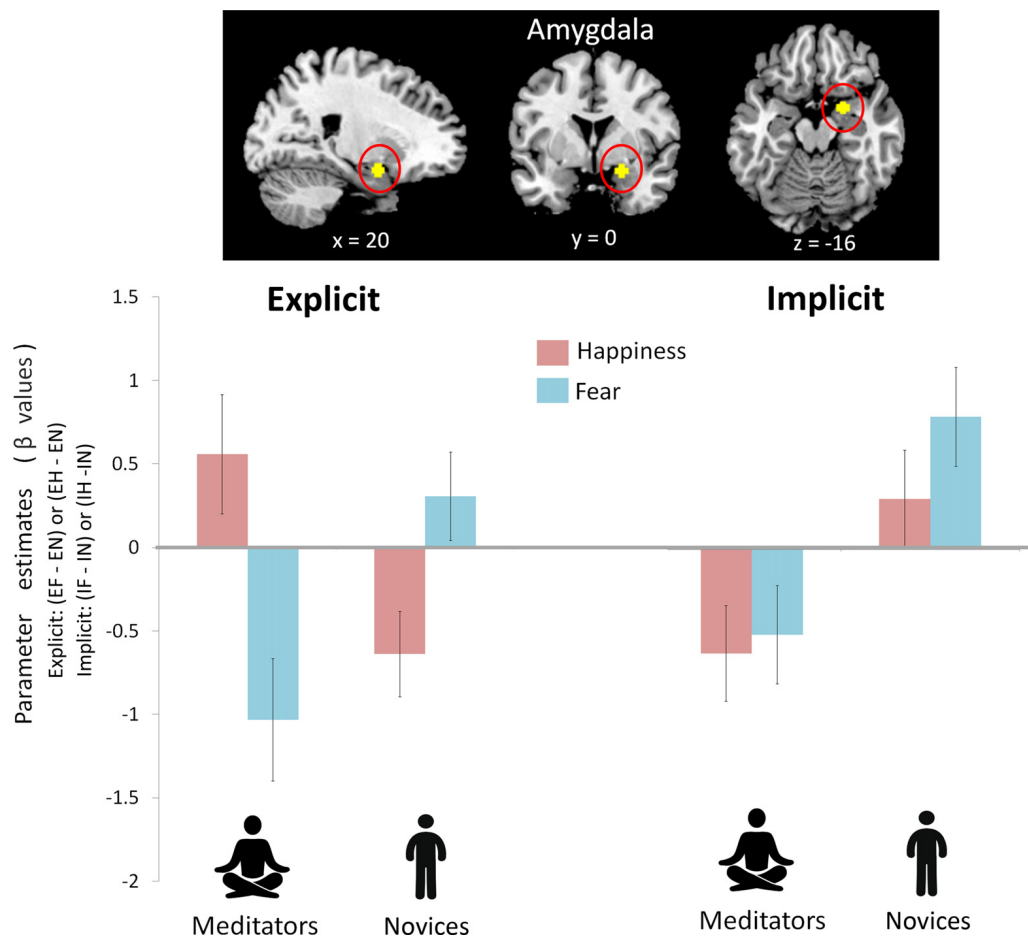 Amygdala
x = 20
y = 0
z = -16
Explicit
Implicit
Happiness
Fear
Parameter estimates ( β values )
Explicit: (EF - EN) or (EH - EN)
Implicit: (IF - IN) or (IH -IN)
1.5
1
0.5
0
-0.5
-1
-1.5
-2
Meditators
Novices
Meditators
Novices